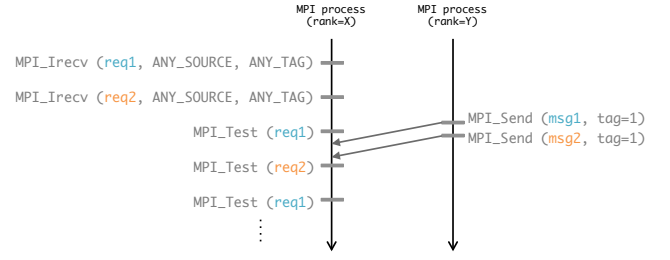 MPI process
(rank=X)
MPI process
(rank=Y)
MPI_Irecv (req1, ANY_SOURCE, ANY_TAG)
MPI_Irecv (req2, ANY_SOURCE, ANY_TAG)
MPI_Send (msg1, tag=1)
MPI_Test (req1)
MPI_Send (msg2, tag=1)
MPI_Test (req2)
MPI_Test (req1)